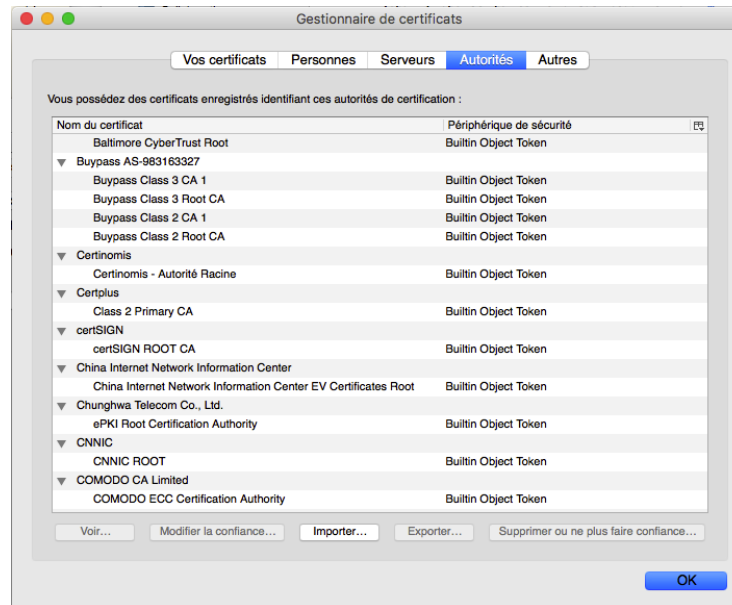 Gestionnaire de certificats
Vos certificats Personnes Serveurs Autorités Autres
Vous possédez des certificats enregistrés identifiant ces autorités de certification :
Nom du certificat Périphérique de sécurité
Baltimore CyberTrust Root Builtin Object Token
Buypass AS-983163327
Buypass Class 3 CA 1 Builtin Object Token
Buypass Class 3 Root CA Builtin Object Token
Buypass Class 2 CA 1 Builtin Object Token
Buypass Class 2 Root CA Builtin Object Token
Certinomis
Certinomis - Autorité Racine Builtin Object Token
Certplus
Class 2 Primary CA Builtin Object Token
certSIGN
certSIGN ROOT CA Builtin Object Token
China Internet Network Information Center
China Internet Network Information Center EV Certificates Root Builtin Object Token
Chunghwa Telecom Co., Ltd.
ePKI Root Certification Authority Builtin Object Token
CNNIC
CNNIC ROOT Builtin Object Token
COMODO CA Limited
COMODO ECC Certification Authority Builtin Object Token
Voir... Modifier la confiance... Importer... Exporter... Supprimer ou ne plus faire confiance...
OK